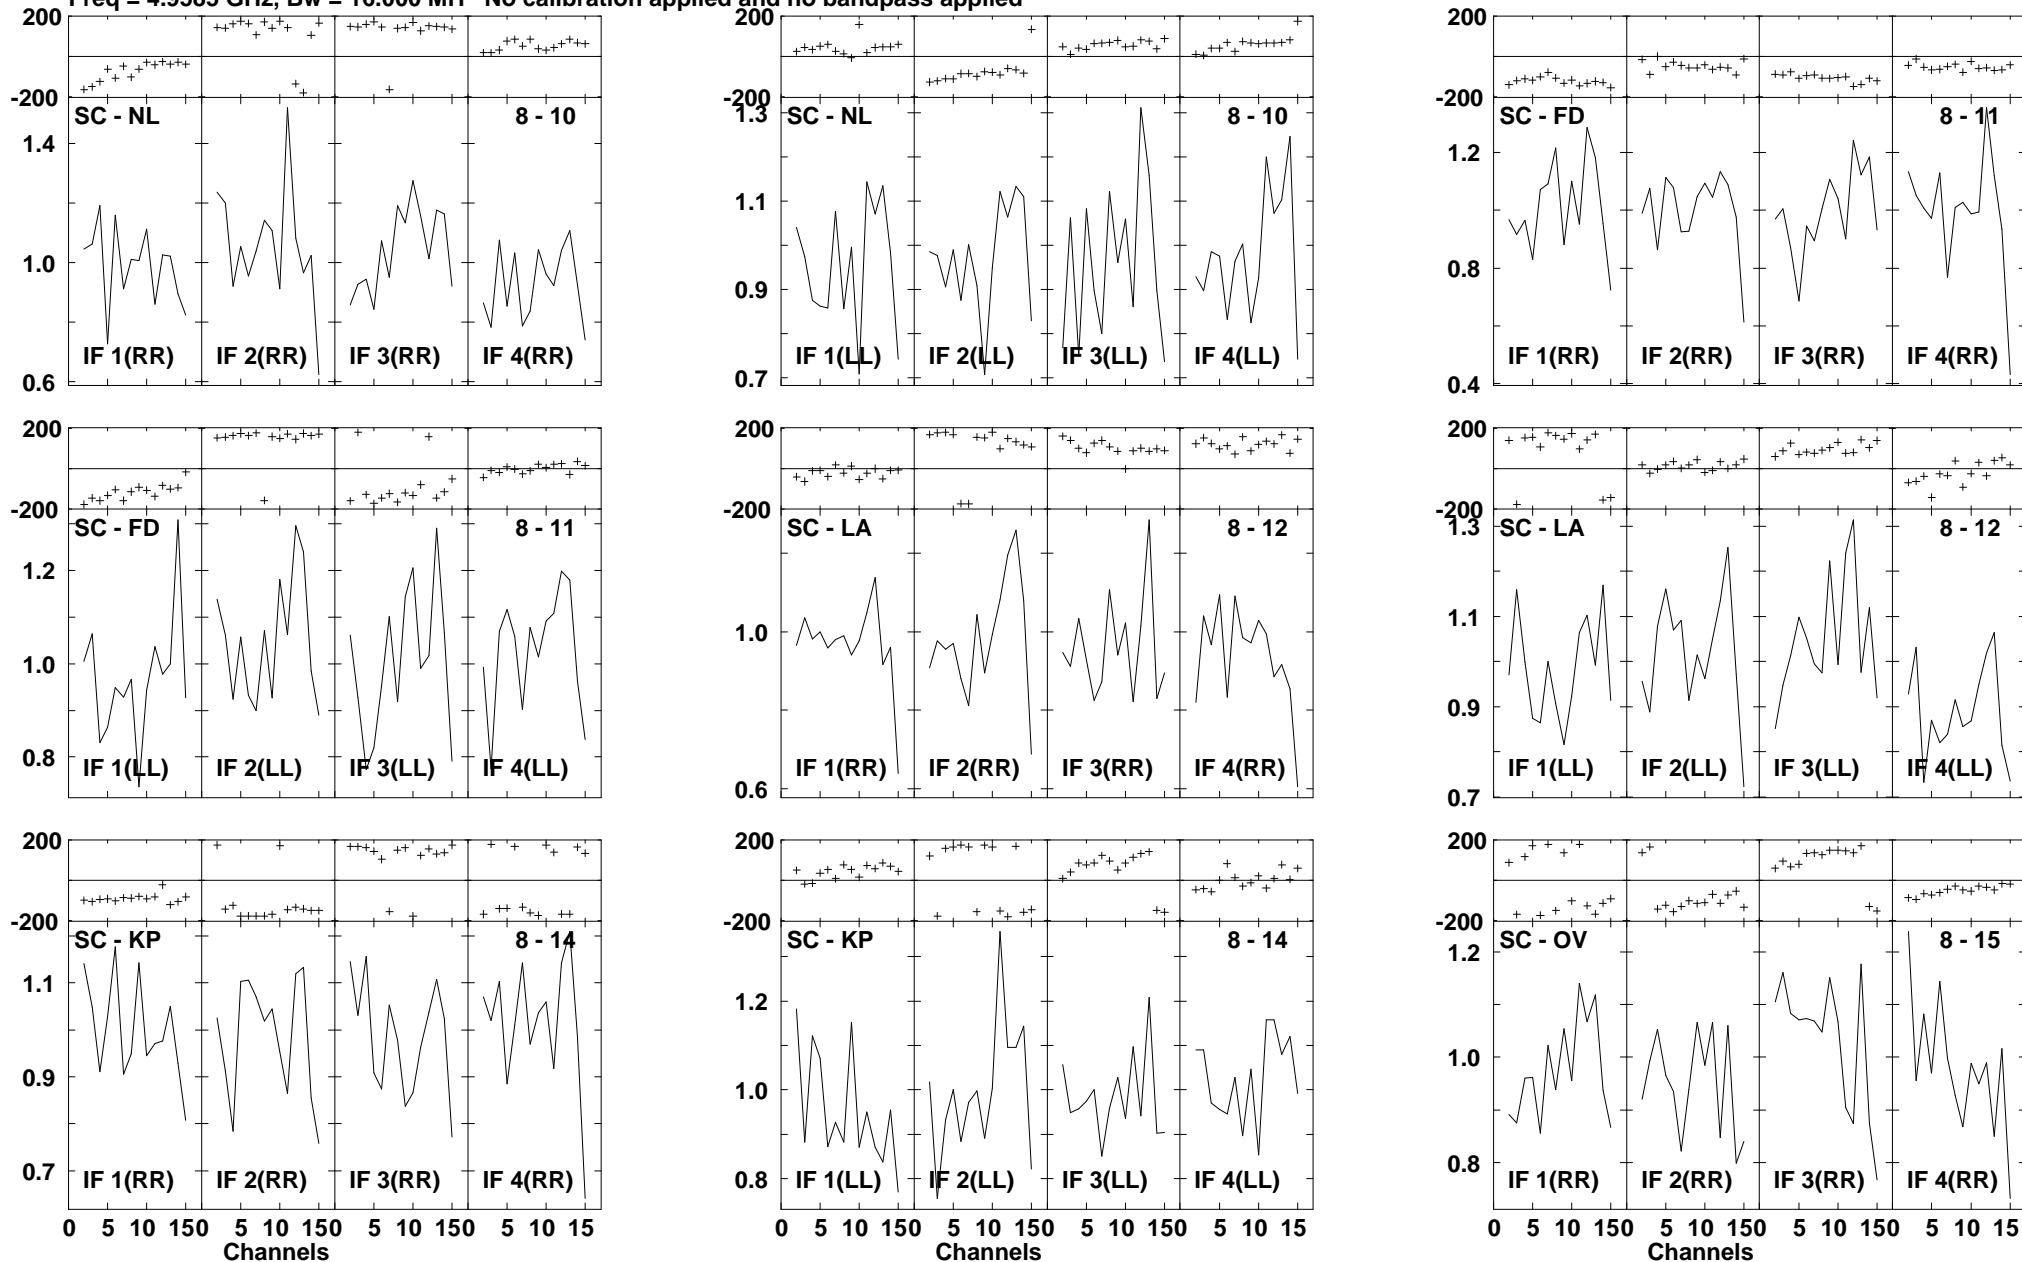 Bw = 16.000 No calibration applied and no bandpass applied
200 200 200
-200 -200 -200
SC - NL 8 - 10 SC - NL 8 - 10 SC - FD 8 - 11
1.4 1.3 1.2
1.0 1.1 0.8
0.6 0.9 0.4
0.7
IF 1(RR) IF 2(RR) IF 3(RR) IF 4(RR) IF 1(LL) IF 2(LL) IF 3(LL) IF 4(LL) IF 1(RR) IF 2(RR) IF 3(RR) IF 4(RR)
200 200 200
-200 -200 -200
SC - FD 8 - 11 SC - LA 8 - 12 SC - LA 8 - 12
1.2 1.0 1.3
1.0 0.6 1.1
0.8 0.9
0.7
IF 1(LL) IF 2(LL) IF 3(LL) IF 4(LL) IF 1(RR) IF 2(RR) IF 3(RR) IF 4(RR) IF 1(LL) IF 2(LL) IF 3(LL) IF 4(LL)
200 200 200
-200 -200 -200
SC - KP 8 - 14 SC - KP 8 - 14 SC - OV 8 - 15
1.1 1.2 1.2
0.9 1.0 1.0
0.7 0.8 0.8
IF 1(RR) IF 2(RR) IF 3(RR) IF 4(RR) IF 1(LL) IF 2(LL) IF 3(LL) IF 4(LL) IF 1(RR) IF 2(RR) IF 3(RR) IF 4(RR)
0 5 10 150 5 10 150 5 10 150 5 10 15 0 5 10 150 5 10 150 5 10 150 5 10 15 0 5 10 150 5 10 150 5 10 150 5 10 15
Channels Channels Channels